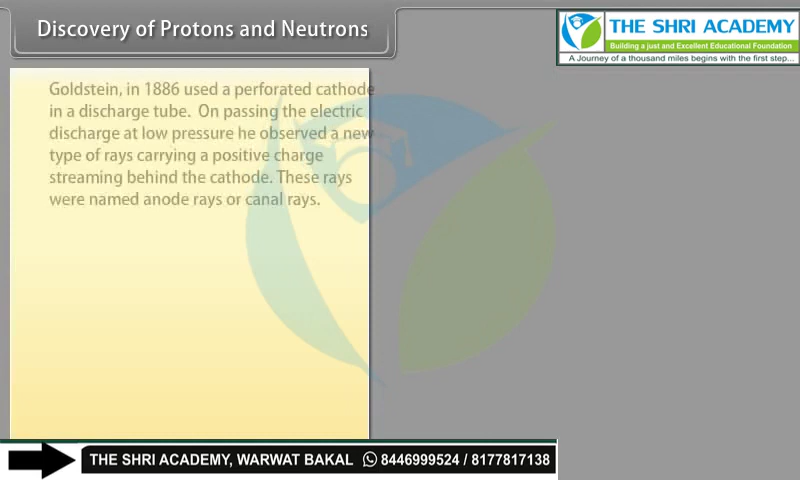 Discovery of Protons and Neutrons
THE SHRI ACADEMY
Building a just and Excellent Educational Foundation
A Journey of a thousand miles begins with the first step...
Goldstein, in 1886 used a perforated cathode
in a discharge tube. On passing the electric
discharge at low pressure he observed a new
type of rays carrying a positive charge
streaming behind the cathode. These rays
were named anode rays or canal rays.
THE SHRI ACADEMY, WARWAT BAKAL 8446999524 / 8177817138